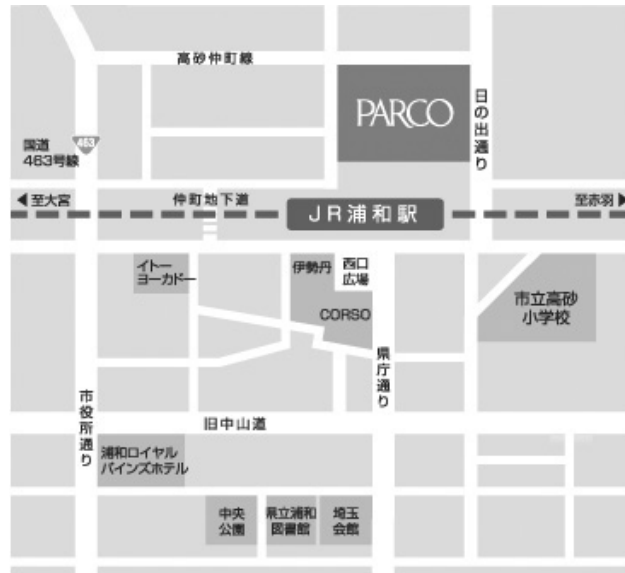 高砂仲町線
PARCO
日の出通り
国道
463号線
463
至大宮
仲町地下道
JR浦和駅
至赤羽
イトー
ヨーカドー
伊勢丹
西口
広場
CORSO
市立高砂
小学校
県庁通り
市役所通り
旧中山道
浦和ロイヤル
パインズホテル
中央
公園
県立浦和
図書館
埼玉
会館